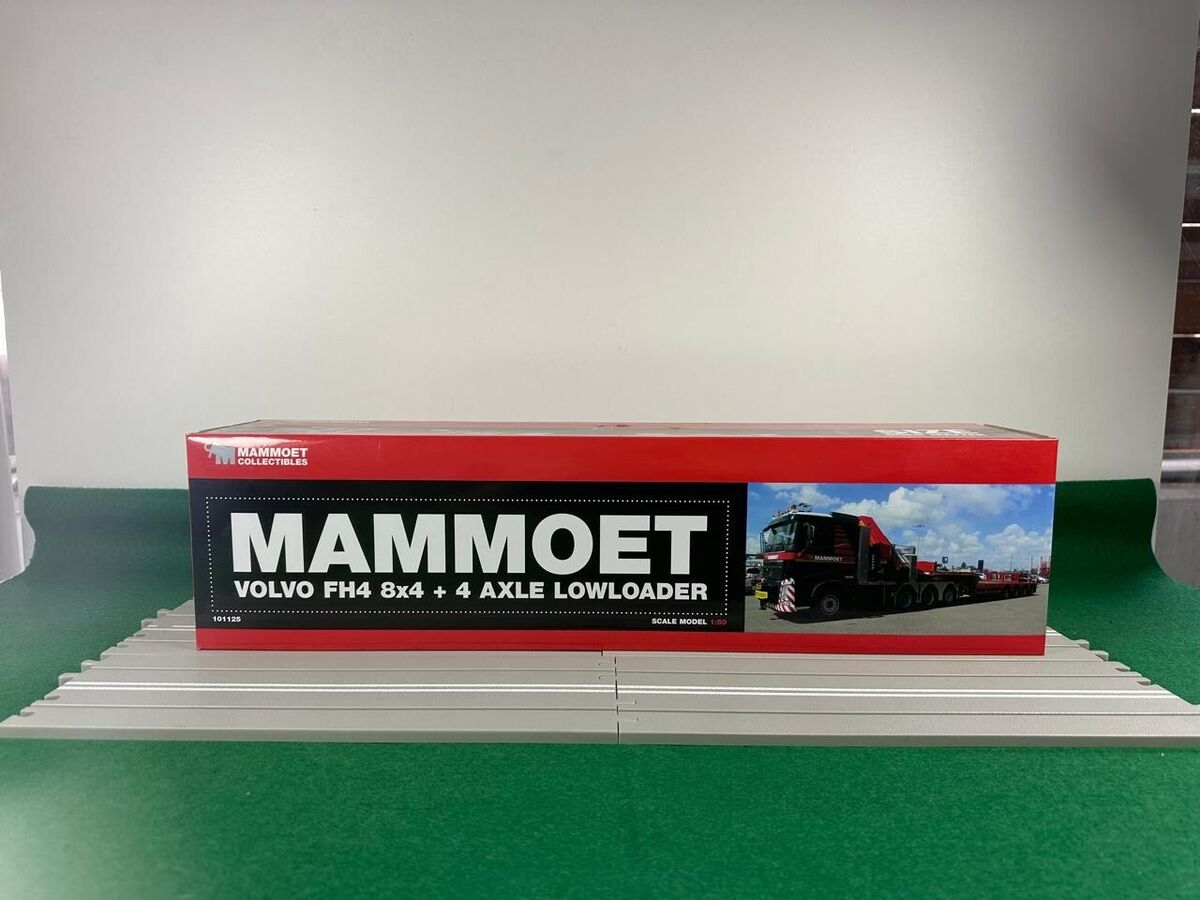 MAMMOET
COLLECTIBLES
MAMMOET
VOLVO FH4 8x4 + 4 AXLE LOWLOADER
101125
SCALE MODEL 1:50
MAMMOET